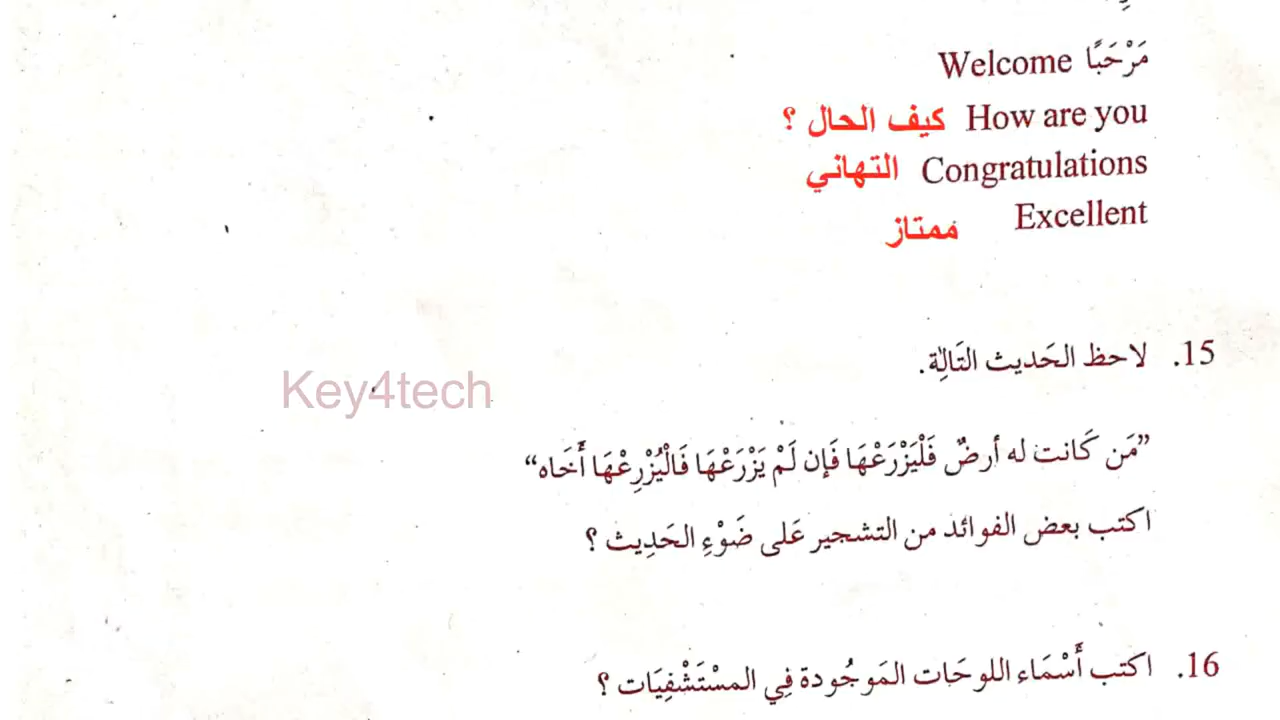 مَرْحَبًا Welcome
How are you كيف الحال ؟
Congratulations التهاني
Excellent ممتاز
15. لاحظ الحَديث التَالِٰة.
Key4tech
”مَن كَانت له أرضٌ فَلْيَزْرَعْهَا فَإن لَمْ يَزْرَعْهَا فَالْيُزْرِعْهَا أَخَاه“
اكتب بعض الفوائد من التشجير عَلى ضَوْءِ الحَدِيث ؟
16. اكتب أَسْمَاء اللوحَات المَوجُودة فِي المسْتَشْفِيَات ؟